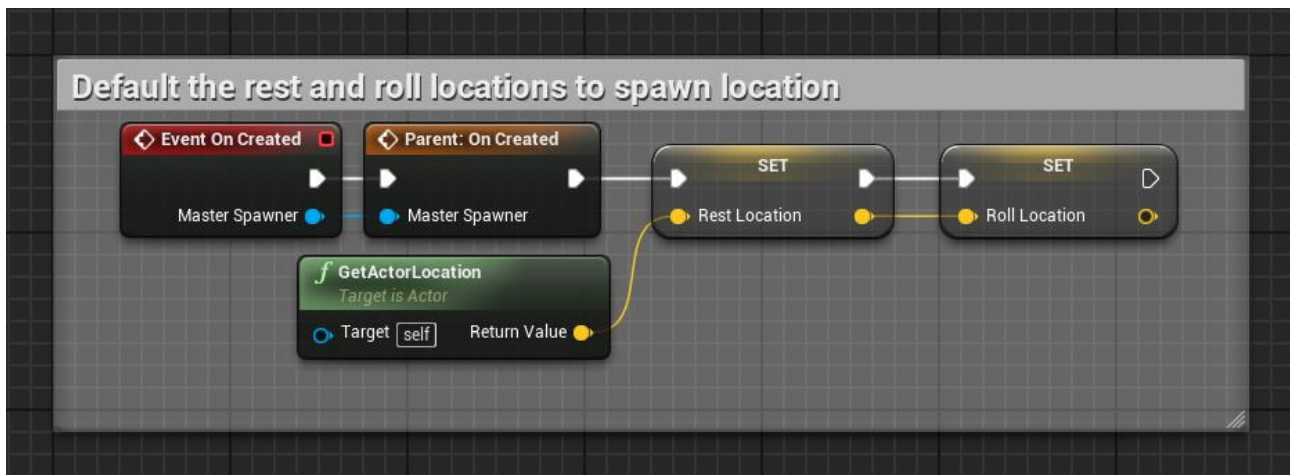 Default the rest and roll locations to spawn location
Event On Created
Parent: On Created
SET
SET
Master Spawner
Master Spawner
Rest Location
Roll Location
f GetActorLocation
Target is Actor
Target self Return Value